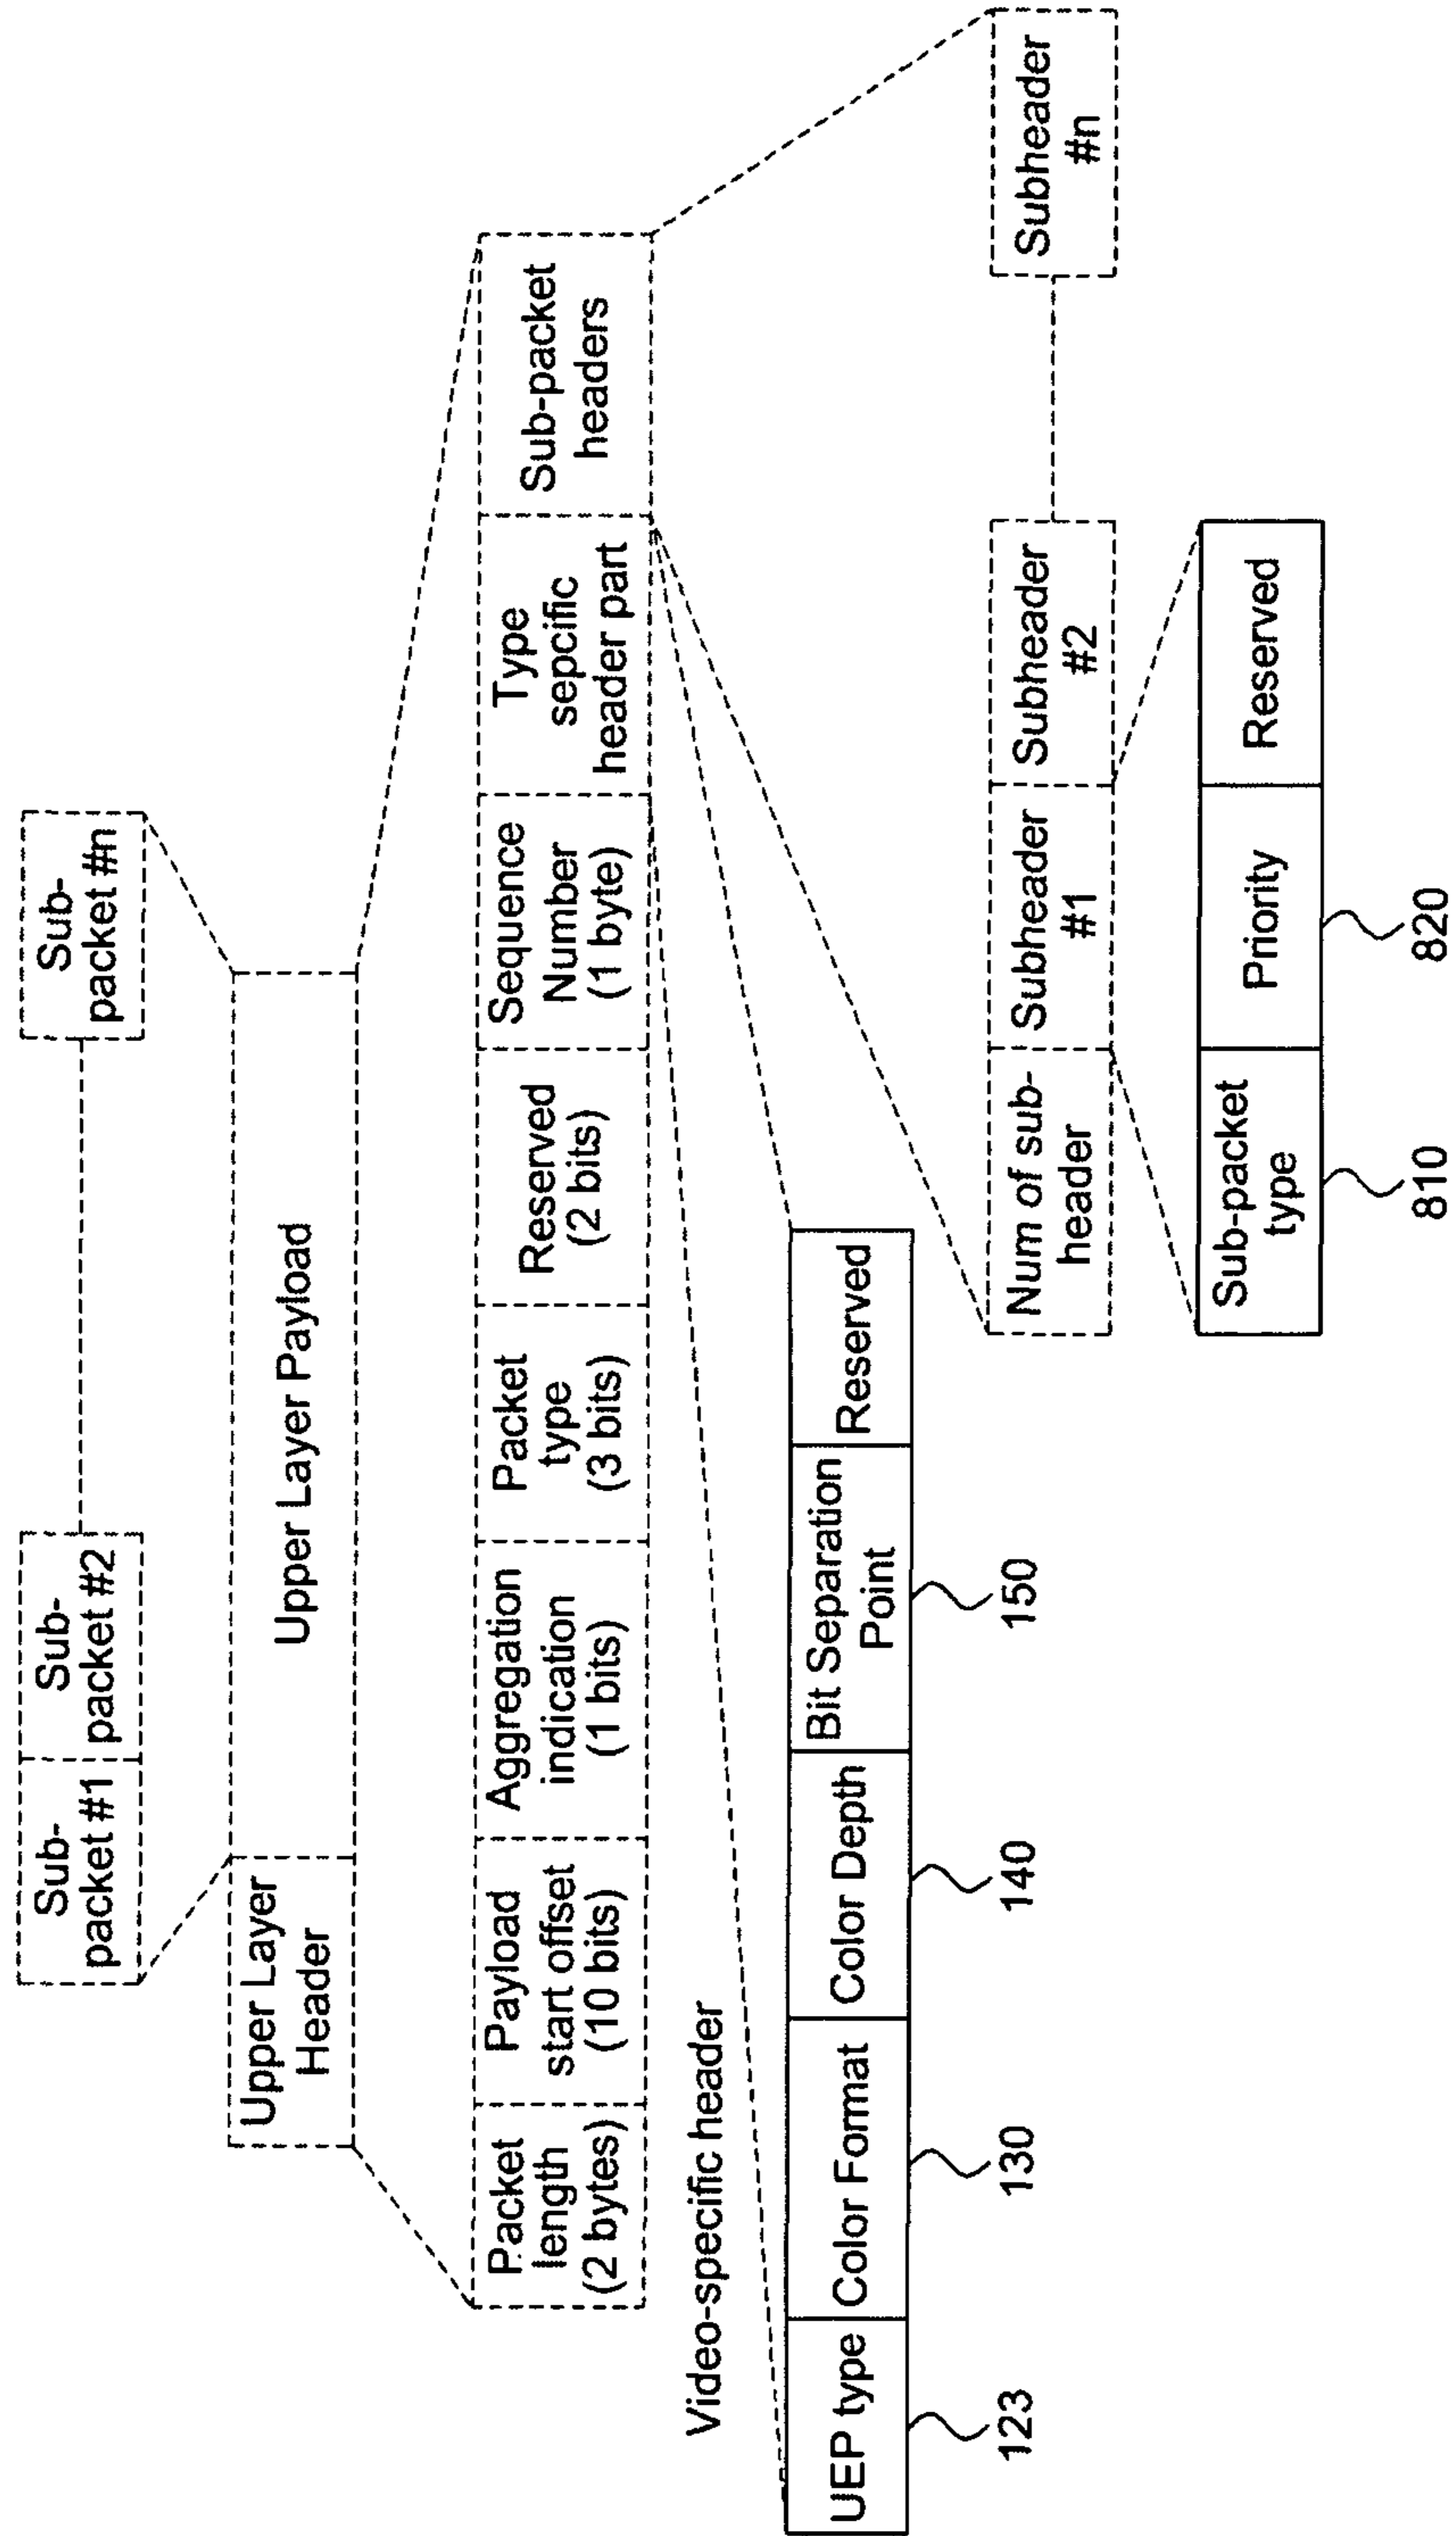 Sub-
packet #1
Sub-
packet #2
Sub-
packet #n
Upper Layer
Header
Upper Layer Payload
Packet
length
(2 bytes)
Payload
start offset
(10 bits)
Aggregation
indication
(1 bits)
Packet
type
(3 bits)
Reserved
(2 bits)
Sequence
Number
(1 byte)
Type
sepcific
header part
Sub-packet
headers
Video-specific header
UEP type
Color Format
Color Depth
Bit Separation
Point
Reserved
123
130
140
150
Num of sub-
header
Subheader
#1
Subheader
#2
Subheader
#n
Sub-packet
type
Priority
Reserved
810
820